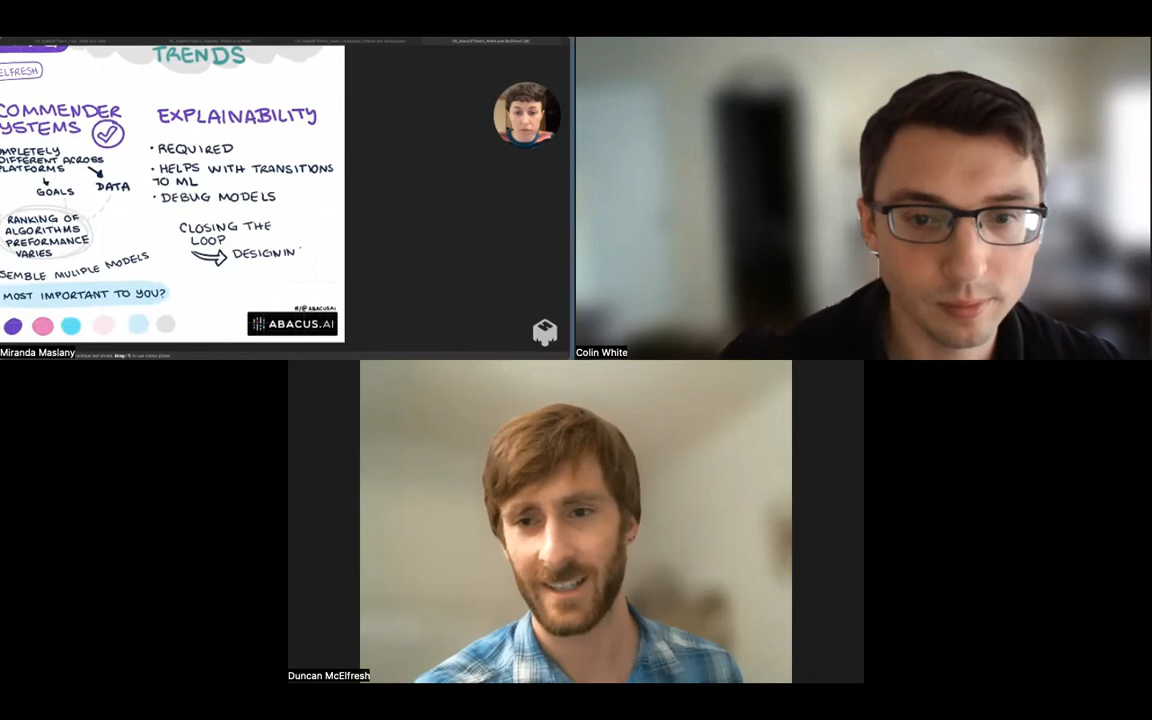 TRENDS
ELFRESH
COMMENDER
YSTEMS
OMPLETELY
DIFFERENT ACROSS
PLATFORMS
GOALS
DATA
RANKING OF
ALGORITHMS
PREFORMANCE
VARIES
SEMBLE MULIPLE MODELS
MOST IMPORTANT TO YOU?
EXPLAINABILITY
• REQUIRED
• HELPS WITH TRANSITIONS
TO ML
• DEBUG MODELS
CLOSING THE
LOOP
DESIGNIN
#/@ABACUSAI
ABACUS.AI
Miranda Maslany
Colin White
Duncan McElfresh